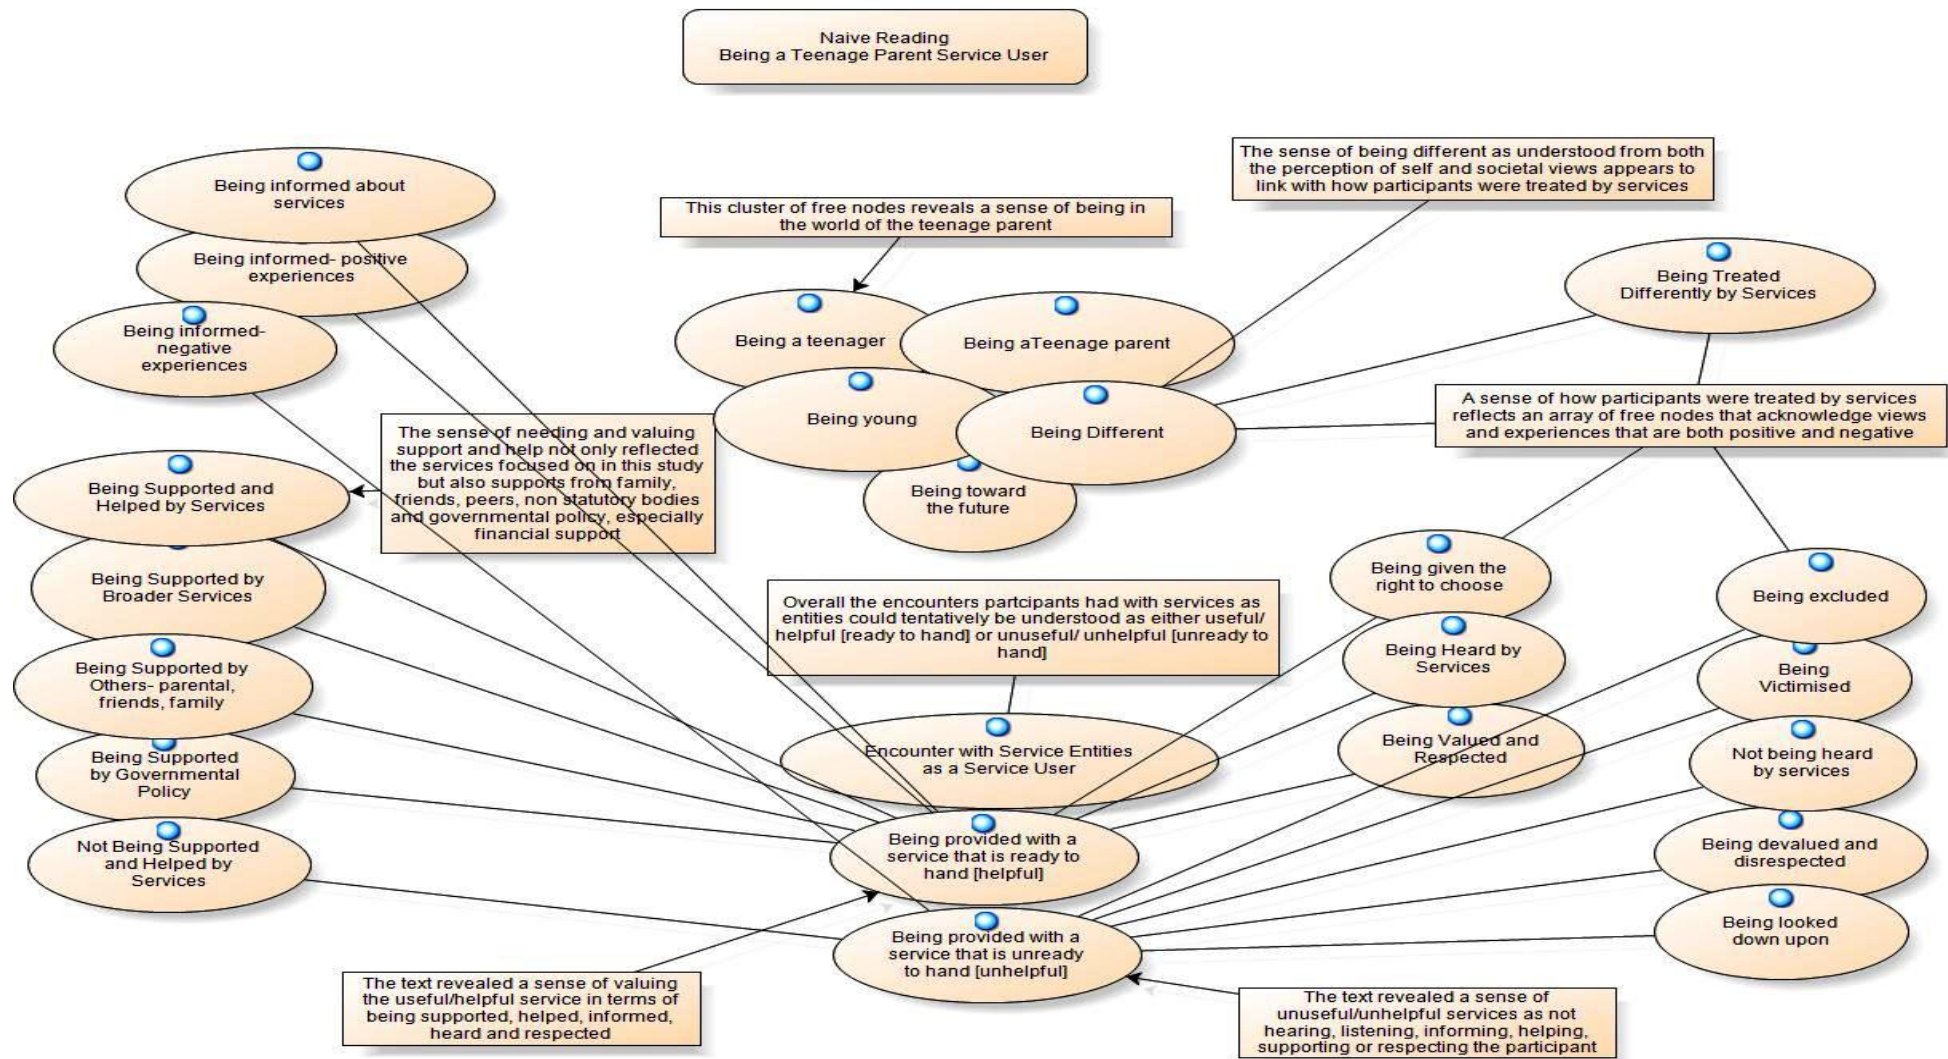 Naive Reading
Being a Teenage Parent Service User
The sense of being different as understood from both
the perception of self and societal views appears to
link with how participants were treated by services
Being informed about
services
This cluster of free nodes reveals a sense of being in
the world of the teenage parent
Being informed- positive
experiences
Being Treated
Differently by Services
Being informed-
negative
experiences
Being a teenager
Being aTeenage parent
Being young
Being Different
A sense of how participants were treated by services
reflects an array of free nodes that acknowledge views
and experiences that are both positive and negative
The sense of needing and valuing
support and help not only reflected
the services focused on in this study
but also supports from family,
friends, peers, non statutory bodies
and governmental policy, especially
financial support
Being Supported and
Helped by Services
Being toward
the future
Being Supported by
Broader Services
Being given the
right to choose
Being excluded
Overall the encounters partcipants had with services as
entities could tentatively be understood as either useful/
helpful [ready to hand] or unuseful/ unhelpful [unready to
hand]
Being Supported by
Others- parental,
friends, family
Being Heard by
Services
Being
Victimised
Being Supported
by Governmental
Policy
Encounter with Service Entities
as a Service User
Being Valued and
Respected
Not being heard
by services
Not Being Supported
and Helped by
Services
Being provided with a
service that is ready to
hand [helpful]
Being devalued and
disrespected
Being provided with a
service that is unready
to hand [unhelpful]
Being looked
down upon
The text revealed a sense of valuing
the useful/helpful service in terms of
being supported, helped, informed,
heard and respected
The text revealed a sense of
unuseful/unhelpful services as not
hearing, listening, informing, helping,
supporting or respecting the participant